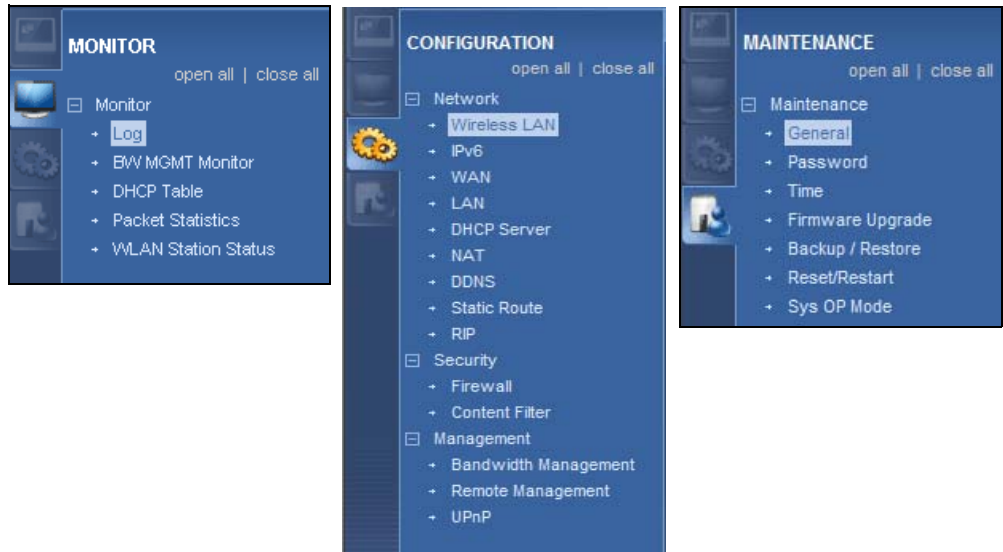 MONITOR
open all | close all
Monitor
Log
BW MGMT Monitor
DHCP Table
Packet Statistics
WLAN Station Status
CONFIGURATION
open all | close all
Network
Wireless LAN
IPv6
WAN
LAN
DHCP Server
NAT
DDNS
Static Route
RIP
Security
Firewall
Content Filter
Management
Bandwidth Management
Remote Management
UPnP
MAINTENANCE
open all | close all
Maintenance
General
Password
Time
Firmware Upgrade
Backup / Restore
Reset/Restart
Sys OP Mode